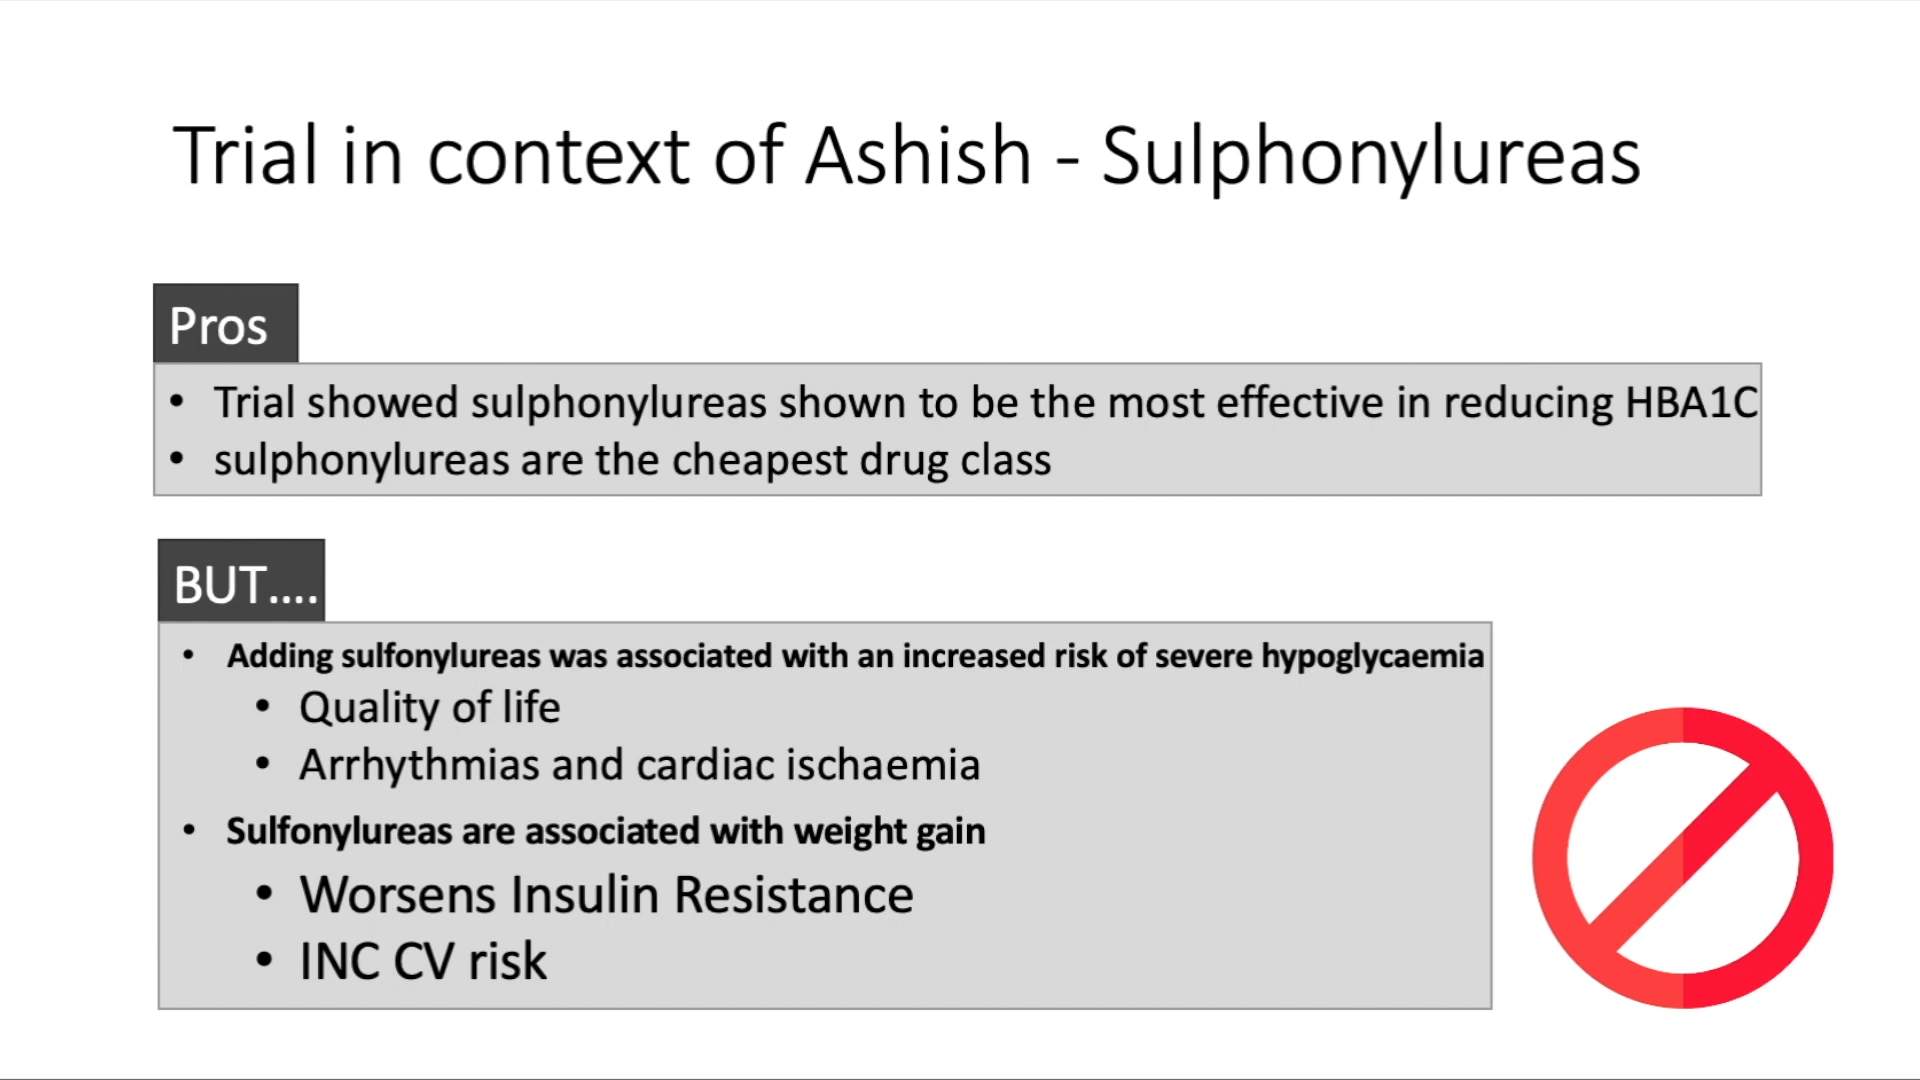 Trial in context of Ashish - Sulphonylureas
Pros
• Trial showed sulphonylureas shown to be the most effective in reducing HBA1C
• sulphonylureas are the cheapest drug class
BUT....
• Adding sulfonylureas was associated with an increased risk of severe hypoglycaemia
• Quality of life
• Arrhythmias and cardiac ischaemia
• Sulfonylureas are associated with weight gain
• Worsens Insulin Resistance
• INC CV risk